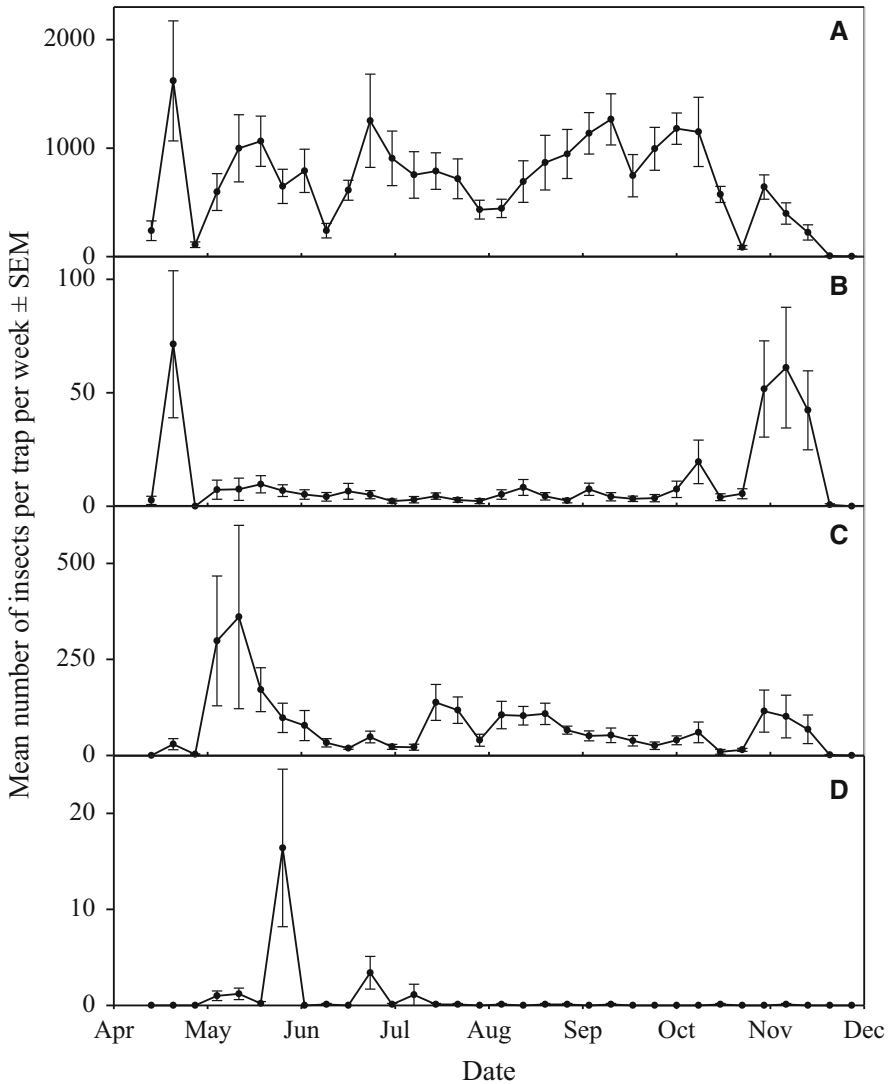 Mean number of insects per trap per week ± SEM
A
2000
1000
0
B
100
50
0
C
500
250
0
D
20
10
0
Apr May Jun Jul Aug Sep Oct Nov Dec
Date